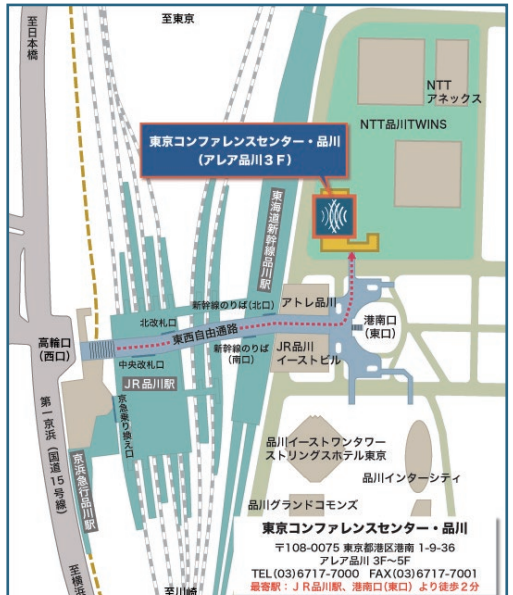 至東京
至日本橋
NTT
アネックス
NTT品川TWINS
東京コンファレンスセンター・品川
(アレア品川3F)
東海道新幹線品川駅
新幹線のりば(北口)
アトレ品川
北改札口
東西自由通路
港南口
(東口)
高輪口
(西口)
新幹線のりば
(南口)
JR品川
イーストビル
中央改札口
JR品川駅
京急乗り換え口
第一京浜(国道15号線)
京浜急行品川駅
品川イーストワンタワー
ストリングスホテル東京
品川インターシティ
品川グランドコモンズ
至横浜
至川崎
東京コンファレンスセンター・品川
〒108-0075 東京都港区港南 1-9-36
アレア品川 3F~5F
TEL(03)6717-7000 FAX(03)6717-7001
最寄駅:JR品川駅、港南口(東口)より徒歩2分